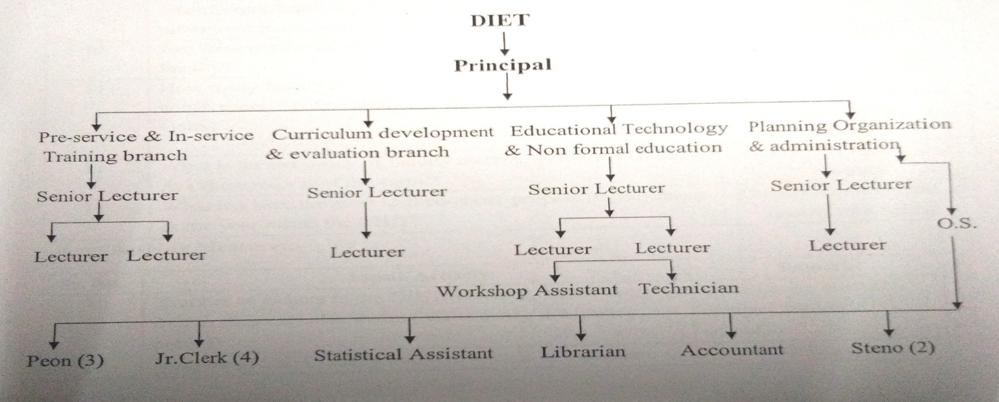 DIET
Principal
Pre-service & In-service
Training branch
Curriculum development
& evaluation branch
Educational Technology
& Non formal education
Planning Organization
& administration
Senior Lecturer
Senior Lecturer
Senior Lecturer
Senior Lecturer
O.S.
Lecturer
Lecturer
Lecturer
Lecturer
Lecturer
Lecturer
Workshop Assistant
Technician
Peon (3)
Jr.Clerk (4)
Statistical Assistant
Librarian
Accountant
Steno (2)